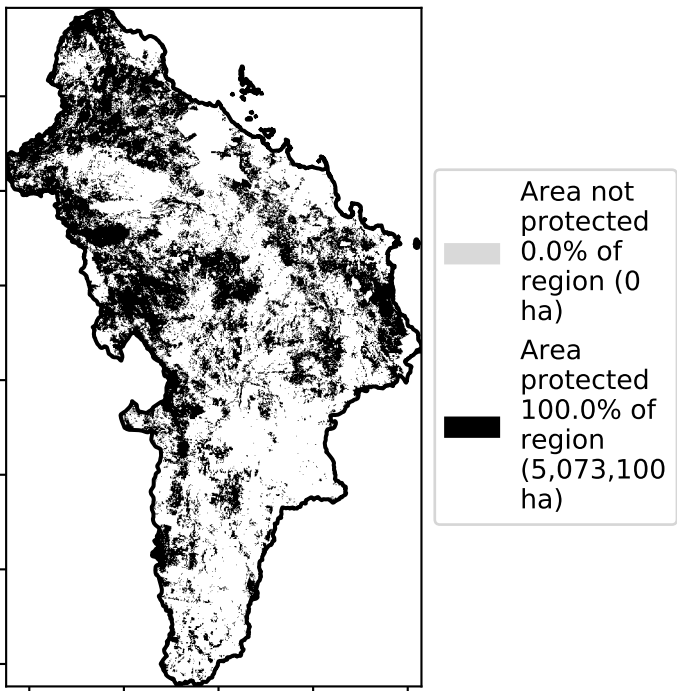 Area not
protected
0.0% of
region (0
ha)
Area
protected
100.0% of
region
(5,073,100
ha)